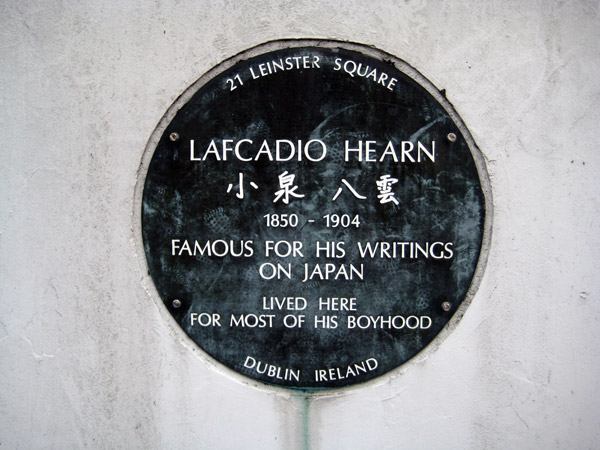 21 LEINSTER SQUARE
LAFCADIO HEARN
小泉 八雲
1850 - 1904
FAMOUS FOR HIS WRITINGS
ON JAPAN
LIVED HERE
FOR MOST OF HIS BOYHOOD
DUBLIN IRELAND